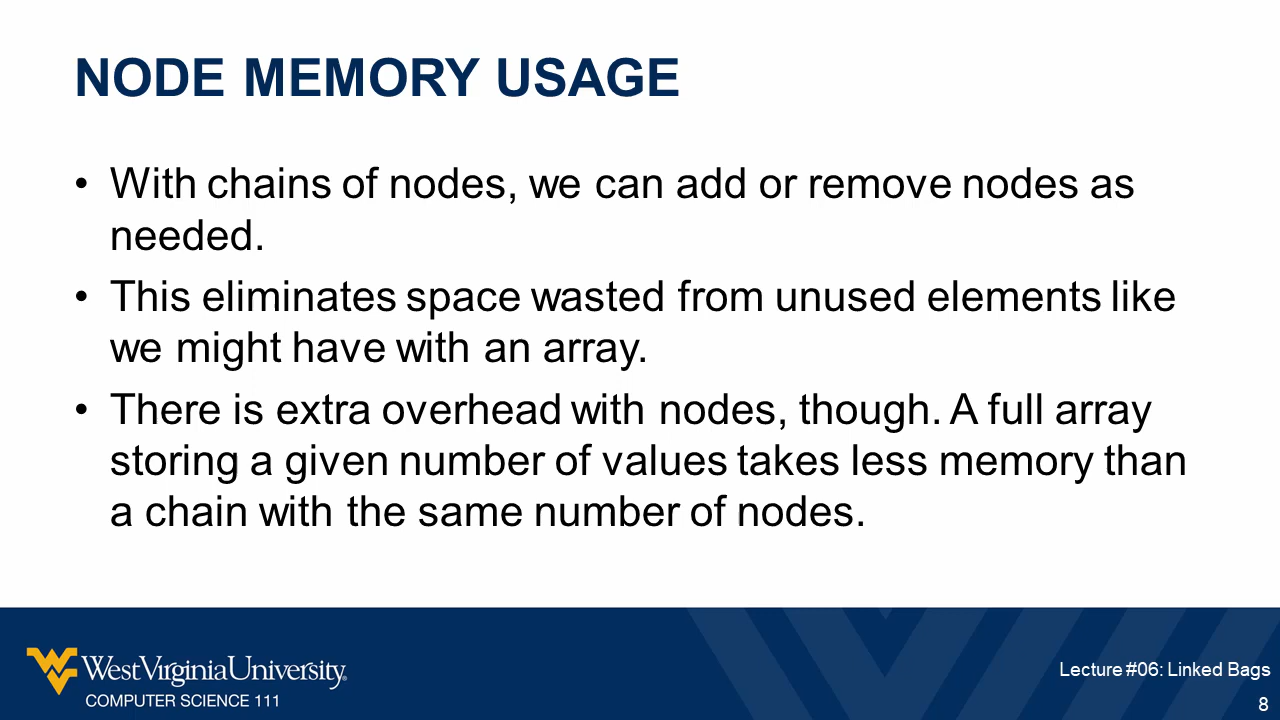 NODE MEMORY USAGE
• With chains of nodes, we can add or remove nodes as
needed.
• This eliminates space wasted from unused elements like
we might have with an array.
• There is extra overhead with nodes, though. A full array
storing a given number of values takes less memory than
a chain with the same number of nodes.
WestVirginiaUniversity®
COMPUTER SCIENCE 111
Lecture #06: Linked Bags
8